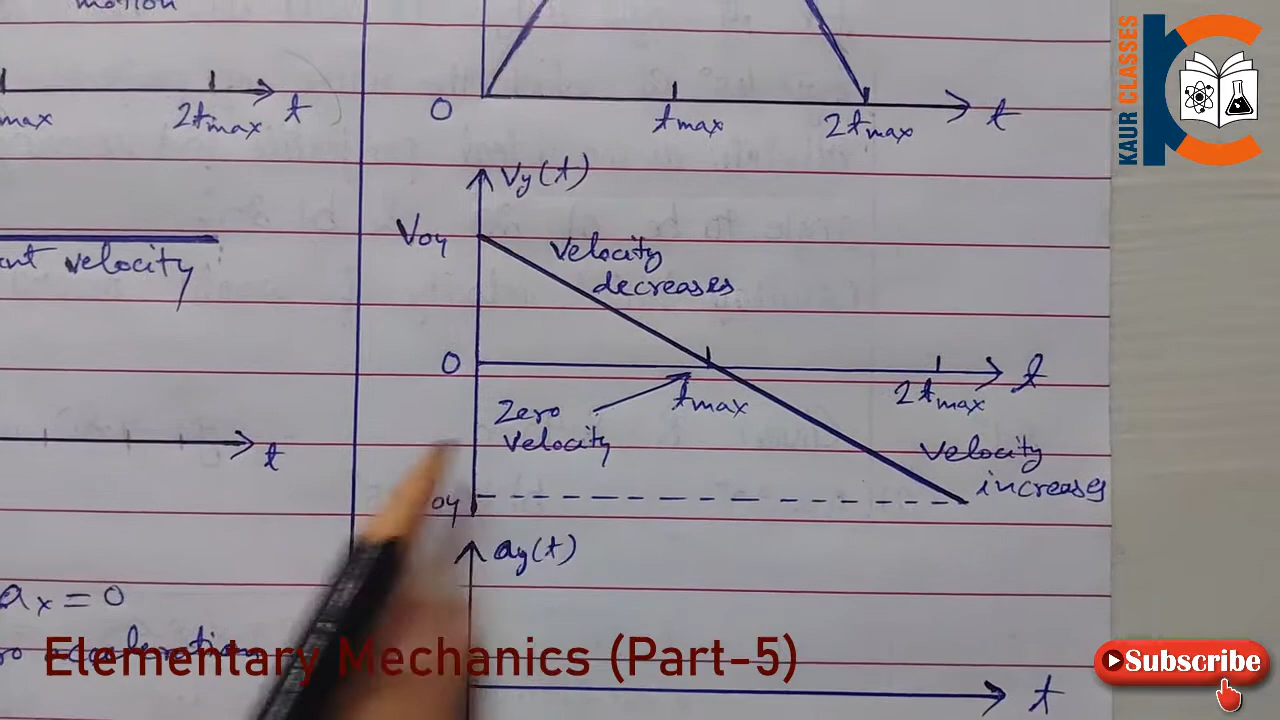 motion
max
2tmax
t
0
tmax
2tmax
t
KAUR CLASSES
Vy(t)
Voy
Velocity
decreases
velocity
0
tmax
2tmax
t
Zero
velocity
Velocity
increases
t
oy
ay(t)
ax = 0
Elementary Mechanics (Part-5)
t
Subscribe